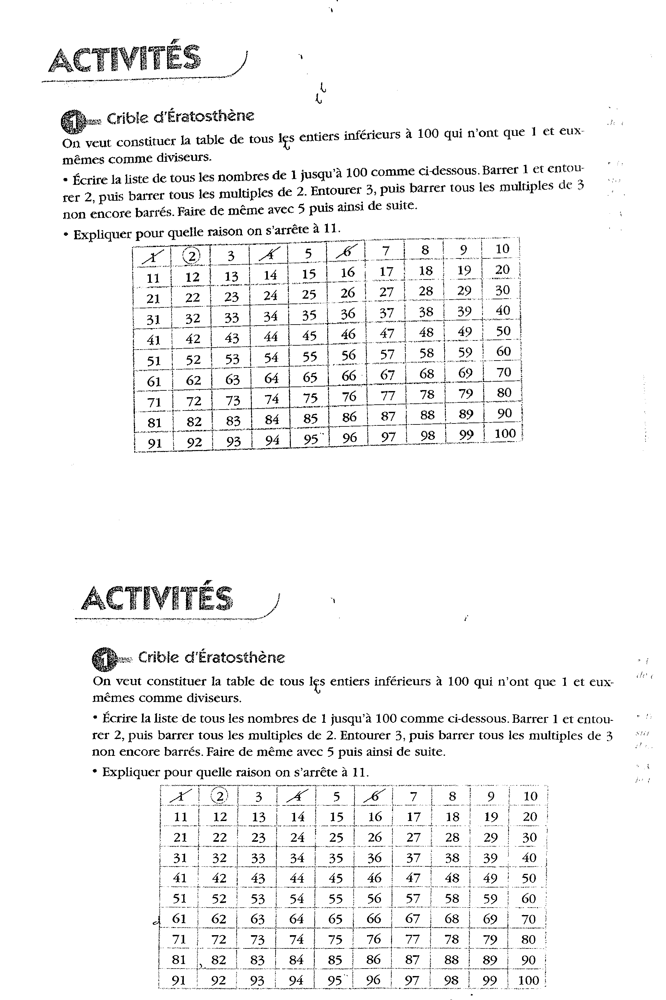 ACTIVITÉS
1 Crible d'Ératosthène
On veut constituer la table de tous les entiers inférieurs à 100 qui n'ont que 1 et eux-
mêmes comme diviseurs.
• Écrire la liste de tous les nombres de 1 jusqu'à 100 comme ci-dessous. Barrer 1 et entou-
rer 2, puis barrer tous les multiples de 2. Entourer 3, puis barrer tous les multiples de 3
non encore barrés. Faire de même avec 5 puis ainsi de suite.
• Expliquer pour quelle raison on s'arrête à 11.
1 2 3 4 5 6 7 8 9 10
11 12 13 14 15 16 17 18 19 20
21 22 23 24 25 26 27 28 29 30
31 32 33 34 35 36 37 38 39 40
41 42 43 44 45 46 47 48 49 50
51 52 53 54 55 56 57 58 59 60
61 62 63 64 65 66 67 68 69 70
71 72 73 74 75 76 77 78 79 80
81 82 83 84 85 86 87 88 89 90
91 92 93 94 95 96 97 98 99 100
ACTIVITÉS
1 Crible d'Ératosthène
On veut constituer la table de tous les entiers inférieurs à 100 qui n'ont que 1 et eux-
mêmes comme diviseurs.
• Écrire la liste de tous les nombres de 1 jusqu'à 100 comme ci-dessous. Barrer 1 et entou-
rer 2, puis barrer tous les multiples de 2. Entourer 3, puis barrer tous les multiples de 3
non encore barrés. Faire de même avec 5 puis ainsi de suite.
• Expliquer pour quelle raison on s'arrête à 11.
1 2 3 4 5 6 7 8 9 10
11 12 13 14 15 16 17 18 19 20
21 22 23 24 25 26 27 28 29 30
31 32 33 34 35 36 37 38 39 40
41 42 43 44 45 46 47 48 49 50
51 52 53 54 55 56 57 58 59 60
61 62 63 64 65 66 67 68 69 70
71 72 73 74 75 76 77 78 79 80
81 82 83 84 85 86 87 88 89 90
91 92 93 94 95 96 97 98 99 100